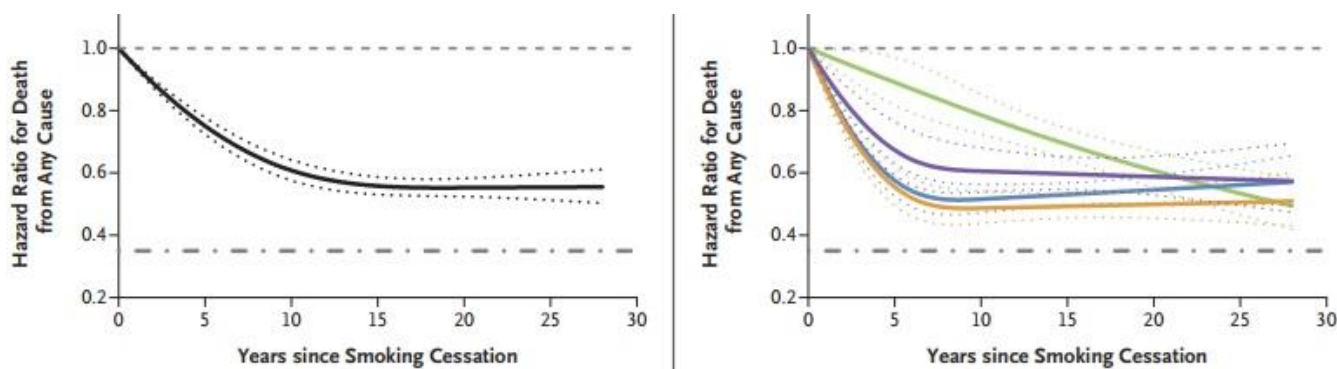 Hazard Ratio for Death
from Any Cause
1.0
0.8
0.6
0.4
0.2
0 5 10 15 20 25 30
Years since Smoking Cessation
Hazard Ratio for Death
from Any Cause
1.0
0.8
0.6
0.4
0.2
0 5 10 15 20 25 30
Years since Smoking Cessation